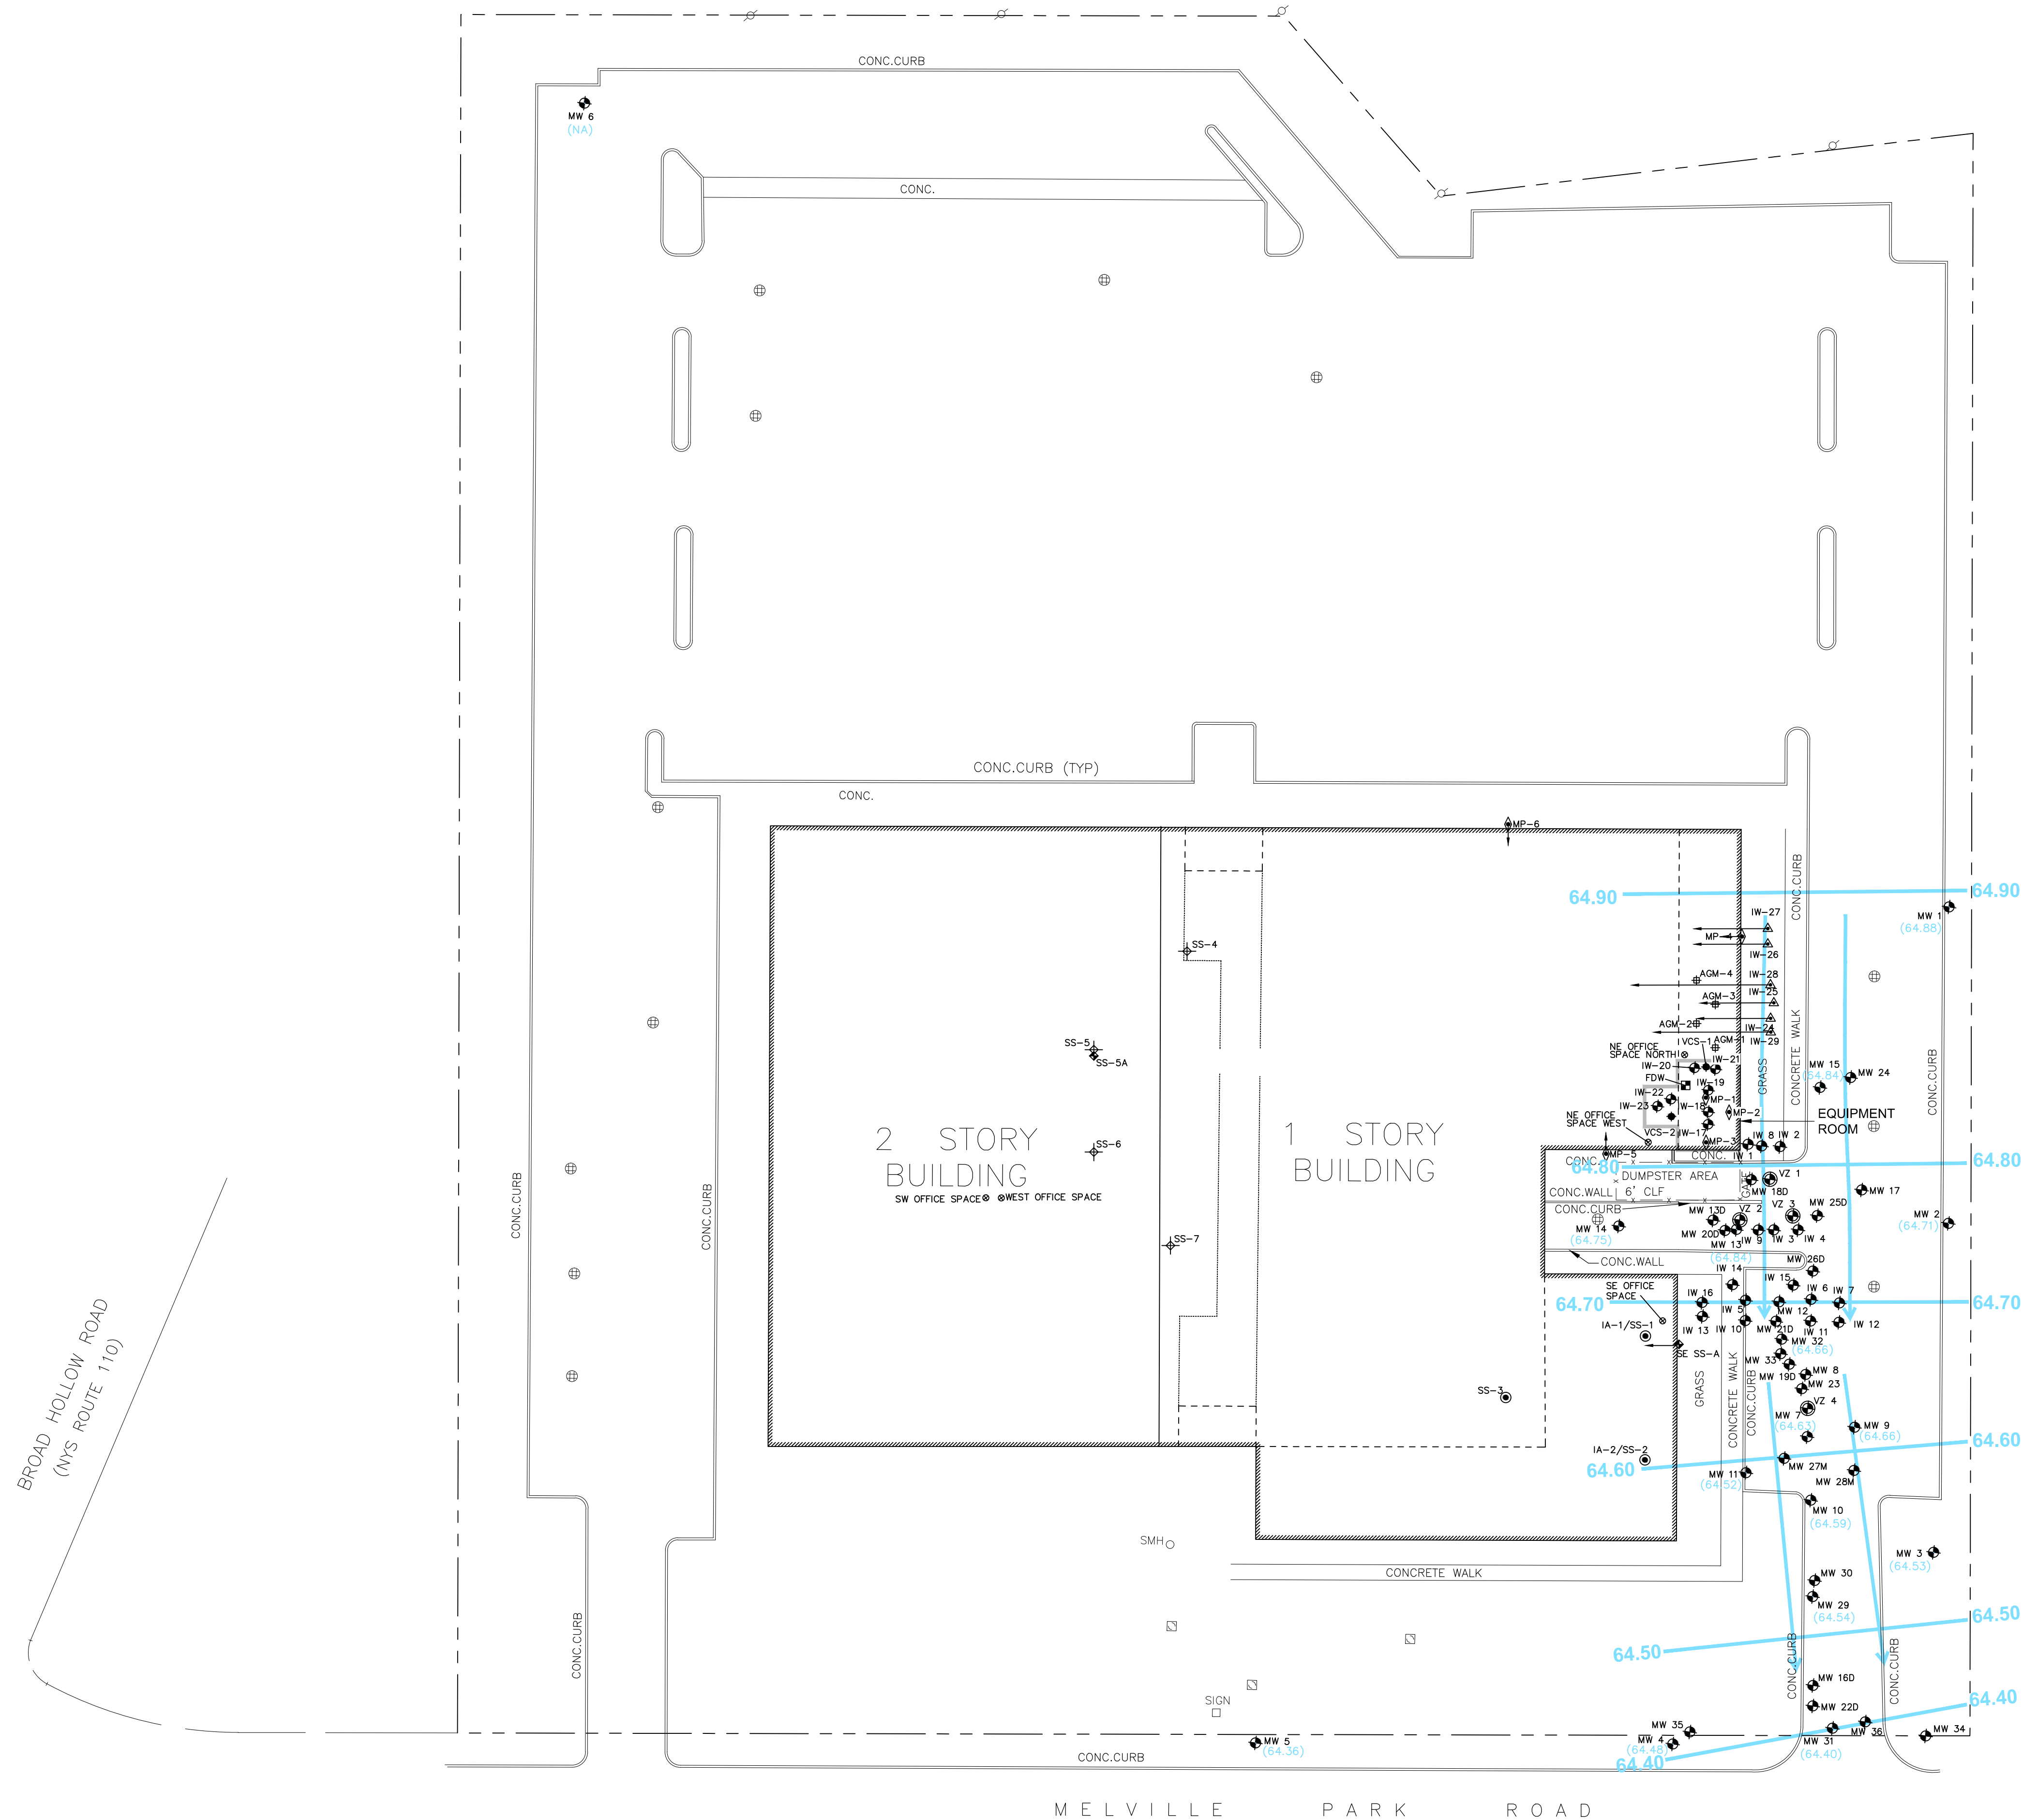 CONC.CURB
MW 6
(NA)
CONC.
CONC.CURB (TYP)
CONC.
MP-6
CONC.CURB
64.90
64.90
IW-27
MW 1
(64.88)
MP-4
SS-4
IW-26
AGM-4
IW-28
IW-25
AGM-3
AGM-2
IW-24
CONCRETE WALK
SS-5
SS-5A
VCS-1
AGM-1
IW-29
NE OFFICE
SPACE NORTH
IW-21
IW-20
GRASS
MW 15
(64.84)
MW 24
CONC.CURB
FDW
IW-19
IW-22
MP-1
IW-23
IW-18
MP-2
NE OFFICE
SPACE WEST
EQUIPMENT
ROOM
VCS-2
IW-17
MP-3
2 STORY
BUILDING
1 STORY
BUILDING
SS-6
MP-5
IW 8
IW 2
IW 1
CONC.
CONC.
64.80
64.80
DUMPSTER AREA
GATE
VZ 1
MW 18D
CONC.WALL
6' CLF
MW 17
SW OFFICE SPACE
WEST OFFICE SPACE
CONC.CURB
CONC.CURB
CONC.CURB
MW 13D
VZ 2
VZ 3
MW 25D
MW 2
(64.71)
MW 14
(64.75)
MW 20D
IW 9
IW 3
IW 4
MW 13
(64.84)
SS-7
CONC.WALL
MW 26D
IW 14
IW 15
SE OFFICE
SPACE
IW 16
IW 6
IW 7
64.70
64.70
IW 5
MW 12
IA-1/SS-1
IW 13
IW 10
MW 21D
IW 11
IW 12
MW 32
(64.66)
SE SS-A
MW 33
BROAD HOLLOW ROAD
(NYS ROUTE 110)
MW 8
MW 19D
MW 23
SS-3
GRASS
CONCRETE WALK
CONC.CURB
VZ 4
MW 7
(64.63)
MW 9
(64.66)
64.60
IA-2/SS-2
64.60
MW 27M
MW 11
(64.52)
MW 28M
MW 10
(64.59)
SMH
MW 3
(64.53)
CONCRETE WALK
MW 30
MW 29
(64.54)
64.50
64.50
CONC.CURB
CONC.CURB
CONC.CURB
MW 16D
SIGN
64.40
MW 22D
MW 35
MW 36
MW 34
MW 5
(64.36)
MW 4
(64.48)
MW 31
(64.40)
CONC.CURB
64.40
MELVILLE PARK ROAD